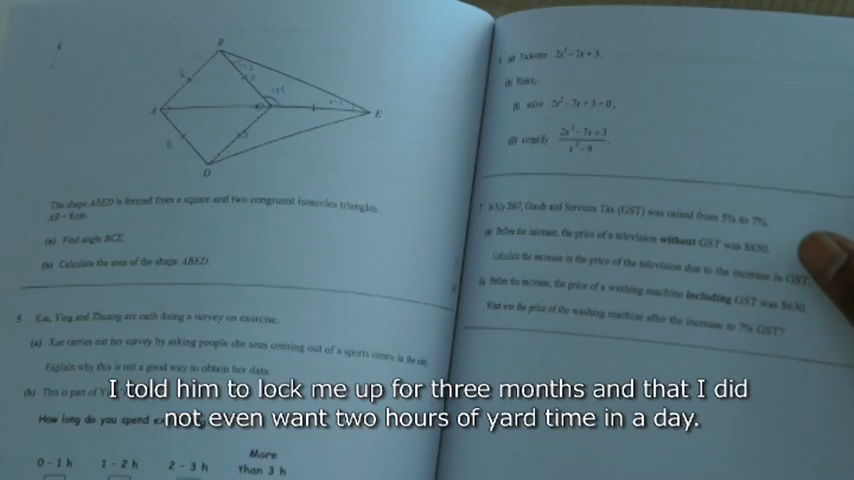 B
A
E
D
The shape ABED is formed from a square and two congruent isosceles triangles.
AB = 8 cm.
(a) Find angle BCE.
(b) Calculate the area of the shape ABED.
5 Xue, Ying and Zhuang are each doing a survey on exercise.
(a) Xue carries out her survey by asking people she sees coming out of a sports centre in the city
Explain why this is not a good way to obtain her data.
(b) This is part of
How long do you spend
0 - 1 h 1 - 2 h 2 - 3 h More than 3 h
(a) Factorise 2x² − 7x + 3.
(b) Hence,
(i) solve 2x² − 7x + 3 = 0,
(ii) simplify (2x² − 7x + 3)/(x² − 9).
7 In July 2007, Goods and Services Tax (GST) was raised from 5% to 7%.
(a) Before the increase, the price of a television without GST was $850.
Calculate the increase in the price of the television due to the increase in GST.
(b) Before the increase, the price of a washing machine including GST was $630.
What was the price of the washing machine after the increase to 7% GST?
I told him to lock me up for three months and that I did
not even want two hours of yard time in a day.